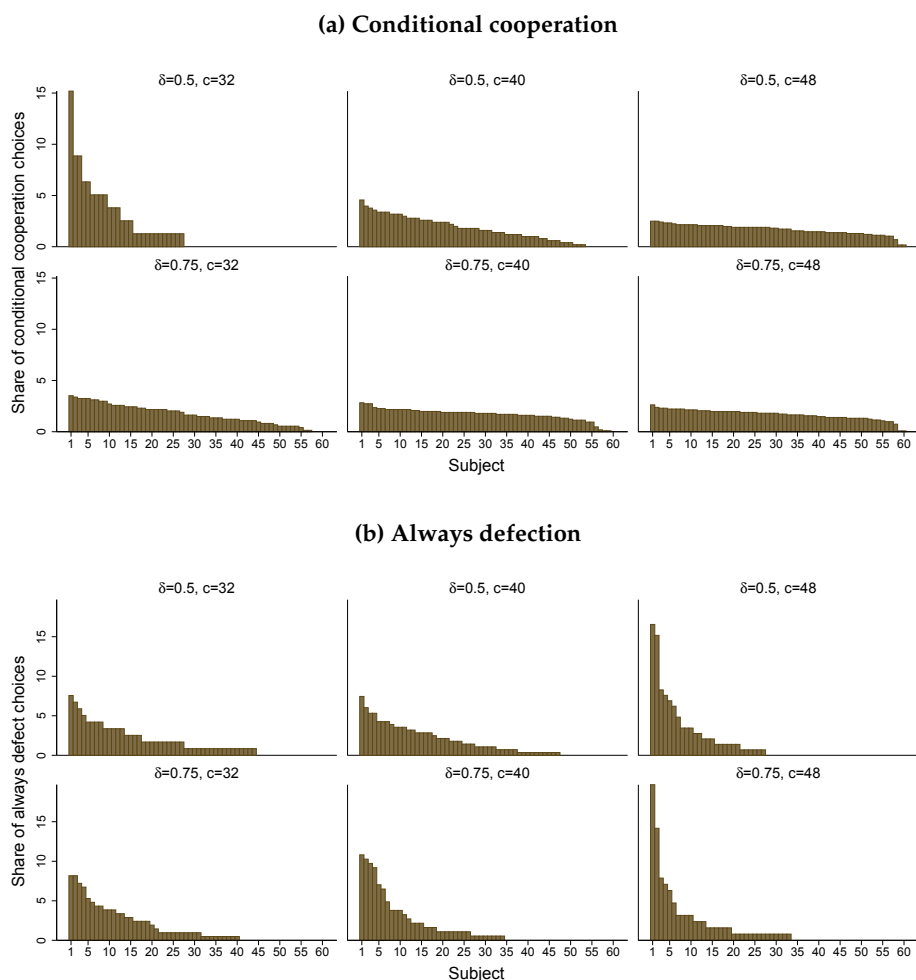 (a) Conditional cooperation
δ=0.5, c=32
δ=0.5, c=40
δ=0.5, c=48
15
10
5
0
δ=0.75, c=32
δ=0.75, c=40
δ=0.75, c=48
15
10
5
0
Share of conditional cooperation choices
1 5 10 15 20 25 30 35 40 45 50 55 60
1 5 10 15 20 25 30 35 40 45 50 55 60
1 5 10 15 20 25 30 35 40 45 50 55 60
Subject
(b) Always defection
δ=0.5, c=32
δ=0.5, c=40
δ=0.5, c=48
15
10
5
0
δ=0.75, c=32
δ=0.75, c=40
δ=0.75, c=48
15
10
5
0
Share of always defect choices
1 5 10 15 20 25 30 35 40 45 50 55 60
1 5 10 15 20 25 30 35 40 45 50 55 60
1 5 10 15 20 25 30 35 40 45 50 55 60
Subject